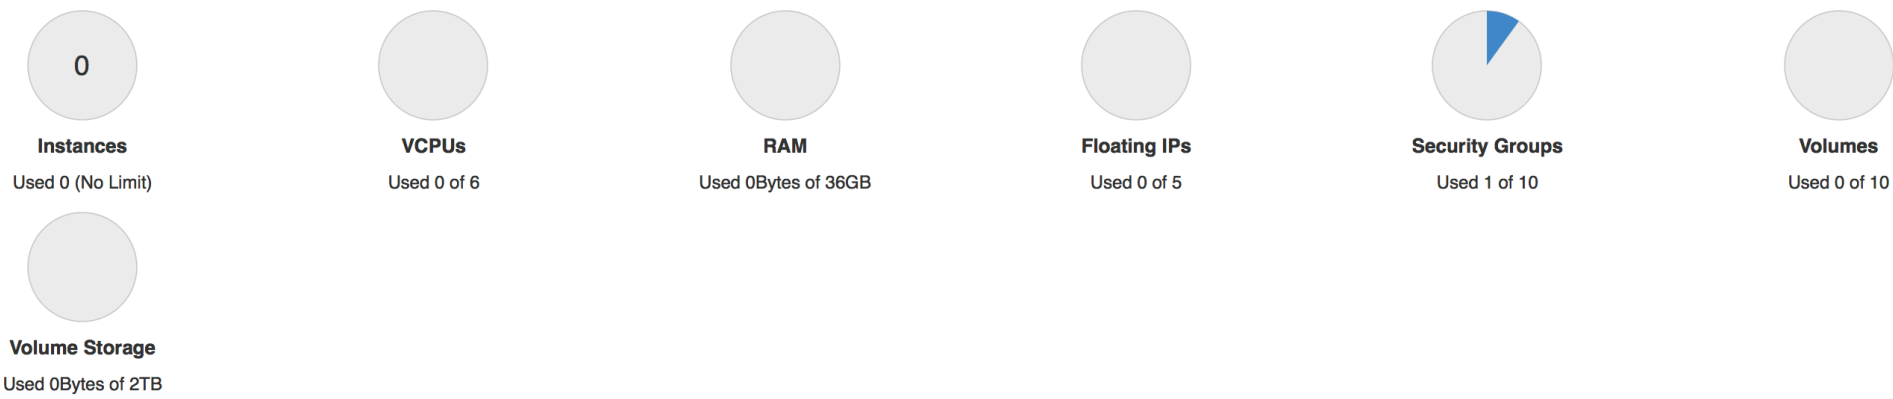 0
Instances
Used 0 (No Limit)
VCPUs
Used 0 of 6
RAM
Used 0Bytes of 36GB
Floating IPs
Used 0 of 5
Security Groups
Used 1 of 10
Volumes
Used 0 of 10
Volume Storage
Used 0Bytes of 2TB